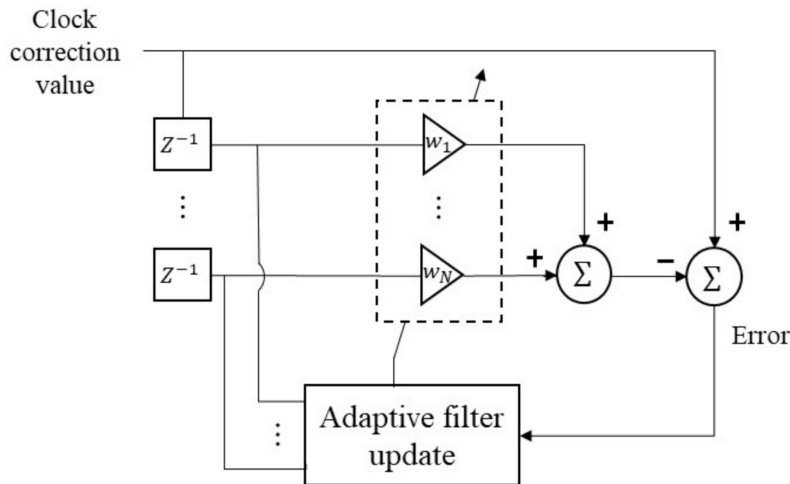 Clock
correction
value
Z⁻¹
w₁
+
+
⋮
⋮
Z⁻¹
w_N
+
Σ
−
Σ
Error
⋮
Adaptive filter
update